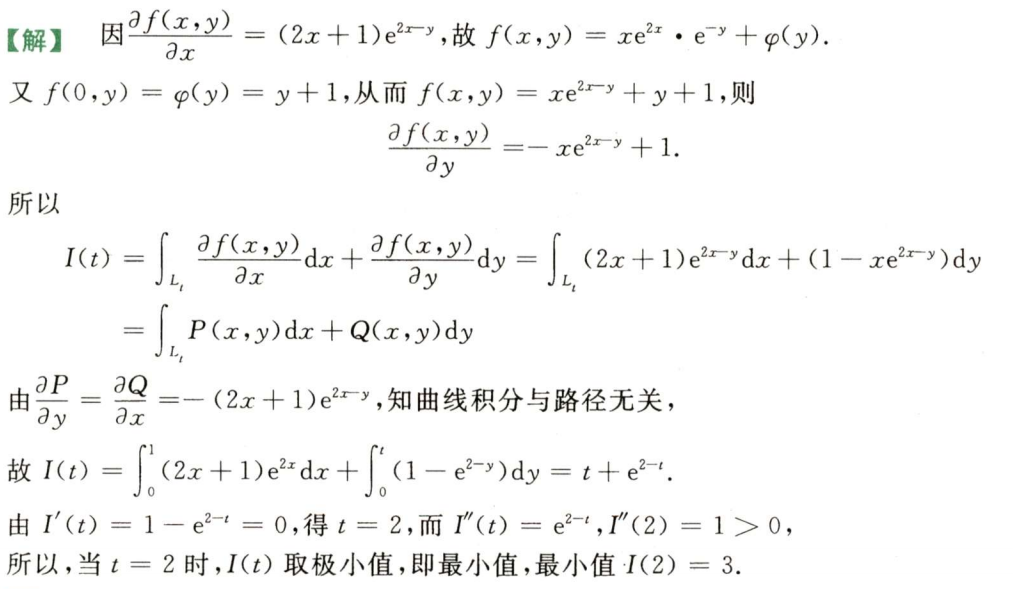 【解】 因∂f(x,y)/∂x = (2x+1)e^{2x-y},故 f(x,y) = xe^{2x}·e^{-y}+φ(y).
又 f(0,y) = φ(y) = y+1,从而 f(x,y) = xe^{2x-y}+y+1,则
∂f(x,y)/∂y =-xe^{2x-y}+1.
所以
I(t) = ∫_{L_t} ∂f(x,y)/∂x dx + ∂f(x,y)/∂y dy = ∫_{L_t} (2x+1)e^{2x-y}dx+(1-xe^{2x-y})dy
= ∫_{L_t} P(x,y)dx+Q(x,y)dy
由∂P/∂y = ∂Q/∂x =-(2x+1)e^{2x-y},知曲线积分与路径无关,
故 I(t) = ∫_0^1 (2x+1)e^{2x}dx+∫_0^t (1-e^{2-y})dy = t+e^{2-t}.
由 I′(t) = 1-e^{2-t} = 0,得 t = 2,而 I″(t) = e^{2-t},I″(2) = 1 > 0,
所以,当 t = 2 时,I(t) 取极小值,即最小值,最小值 I(2) = 3.